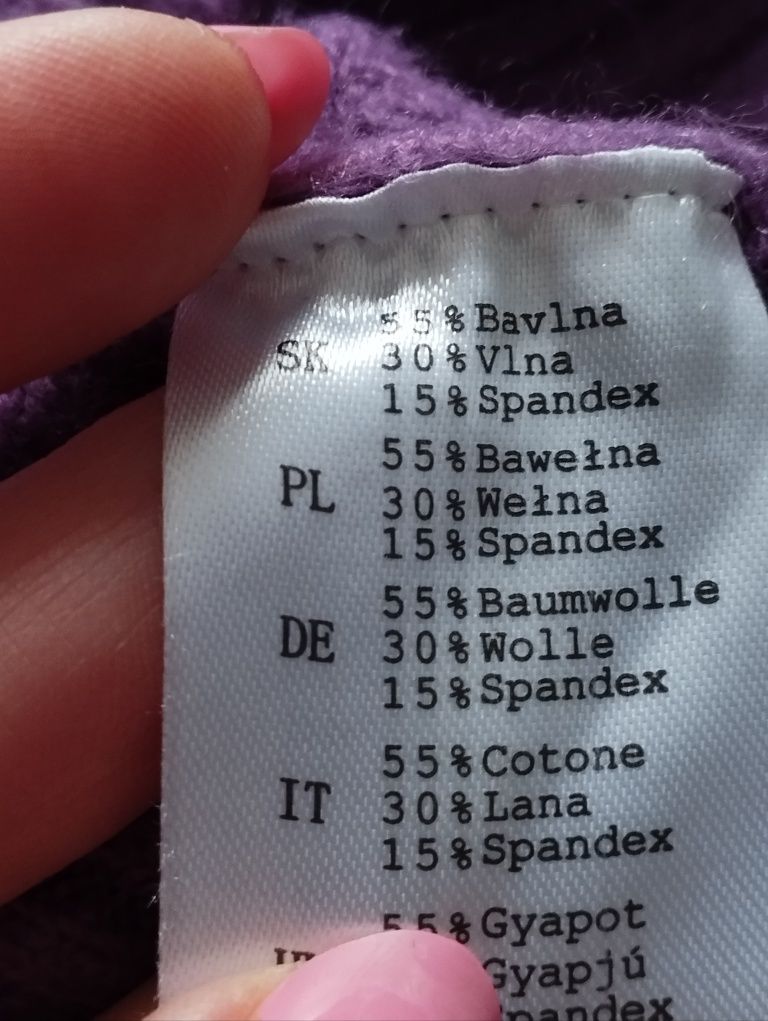 SK
55% Bavlna
30% Vlna
15% Spandex
PL
55% Bawełna
30% Wełna
15% Spandex
DE
55% Baumwolle
30% Wolle
15% Spandex
IT
55% Cotone
30% Lana
15% Spandex
55% Gyapot
Gyapjú